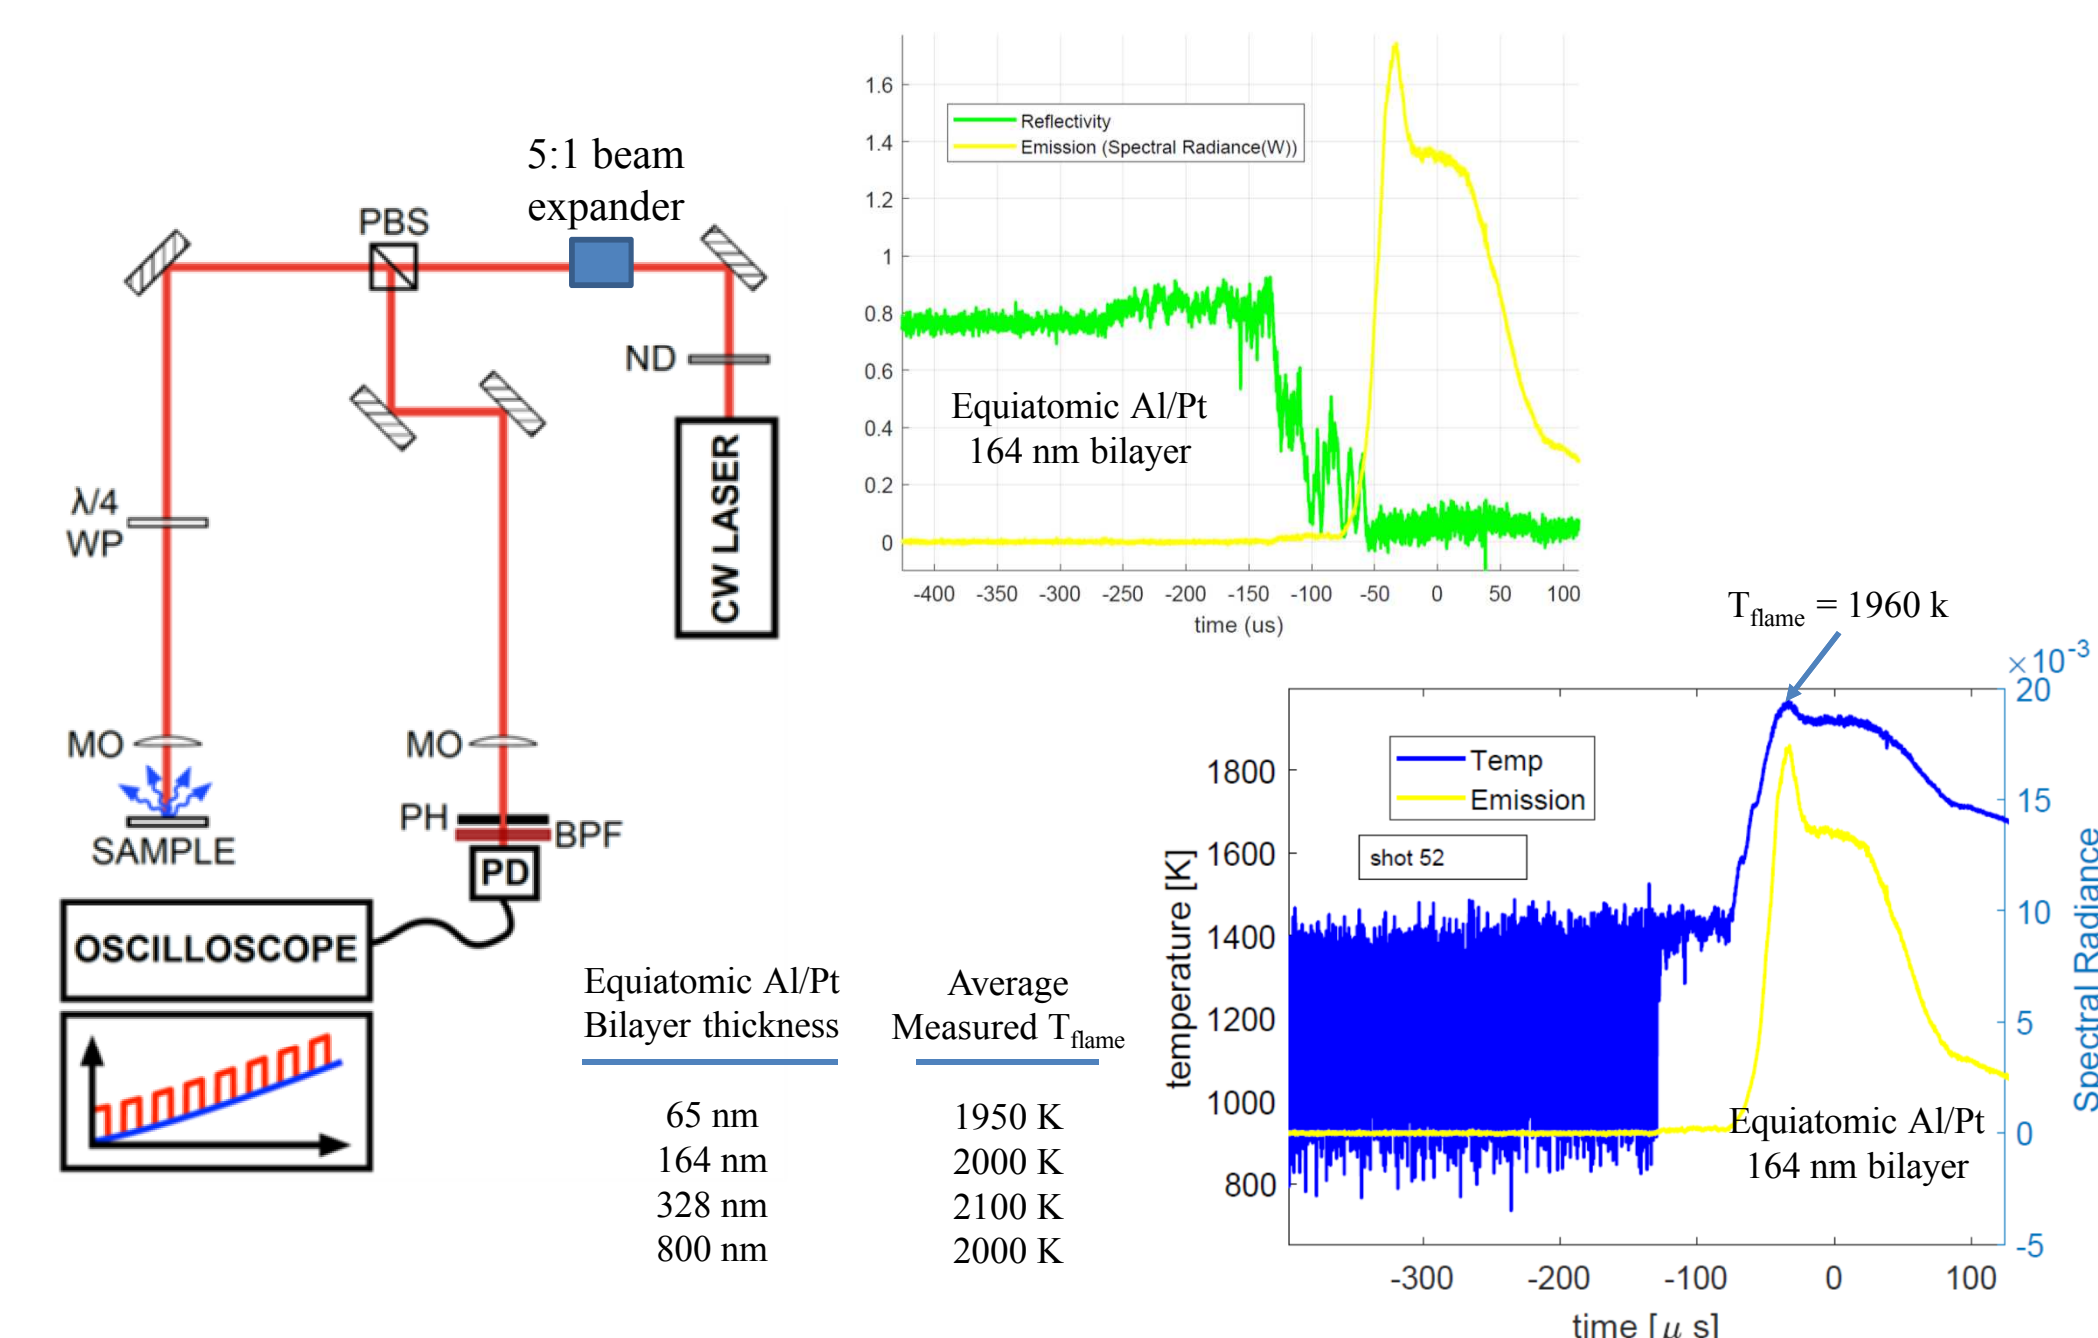 5:1 beam
expander
PBS
ND
CW LASER
λ/4
WP
MO
SAMPLE
MO
PH
BPF
PD
OSCILLOSCOPE
1.6
1.4
1.2
1
0.8
0.6
0.4
0.2
0
Reflectivity
Emission (Spectral Radiance(W))
Equiatomic Al/Pt
164 nm bilayer
-400 -350 -300 -250 -200 -150 -100 -50 0 50 100
time (us)
Equiatomic Al/Pt
Bilayer thickness
Average
Measured Tflame
65 nm 1950 K
164 nm 2000 K
328 nm 2100 K
800 nm 2000 K
Tflame = 1960 k
×10-3
20
15
10
5
0
-5
Spectral Radiance
Temp
Emission
shot 52
1800
1600
1400
1200
1000
800
temperature [K]
Equiatomic Al/Pt
164 nm bilayer
-300 -200 -100 0 100
time [μ s]